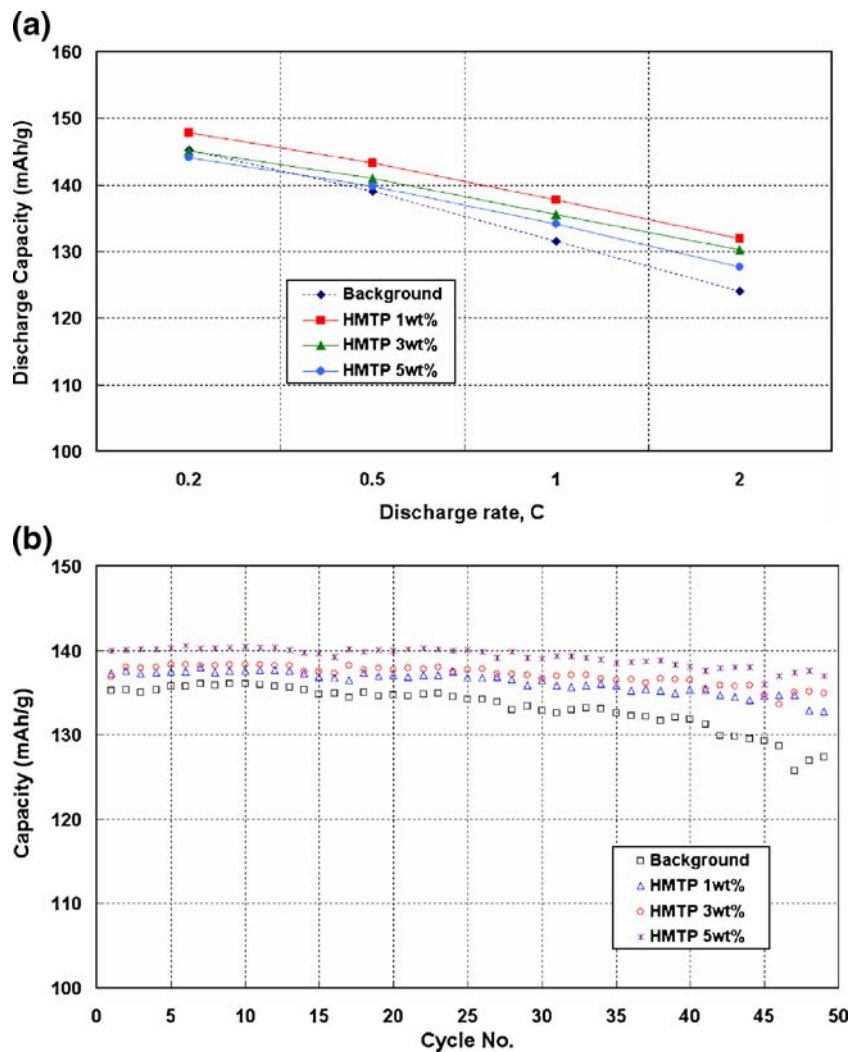 (a)
160
150
140
130
120
110
100
Discharge Capacity (mAh/g)
Background
HMTP 1wt%
HMTP 3wt%
HMTP 5wt%
0.2 0.5 1 2
Discharge rate, C
(b)
150
140
130
120
110
100
Capacity (mAh/g)
Background
HMTP 1wt%
HMTP 3wt%
HMTP 5wt%
0 5 10 15 20 25 30 35 40 45 50
Cycle No.